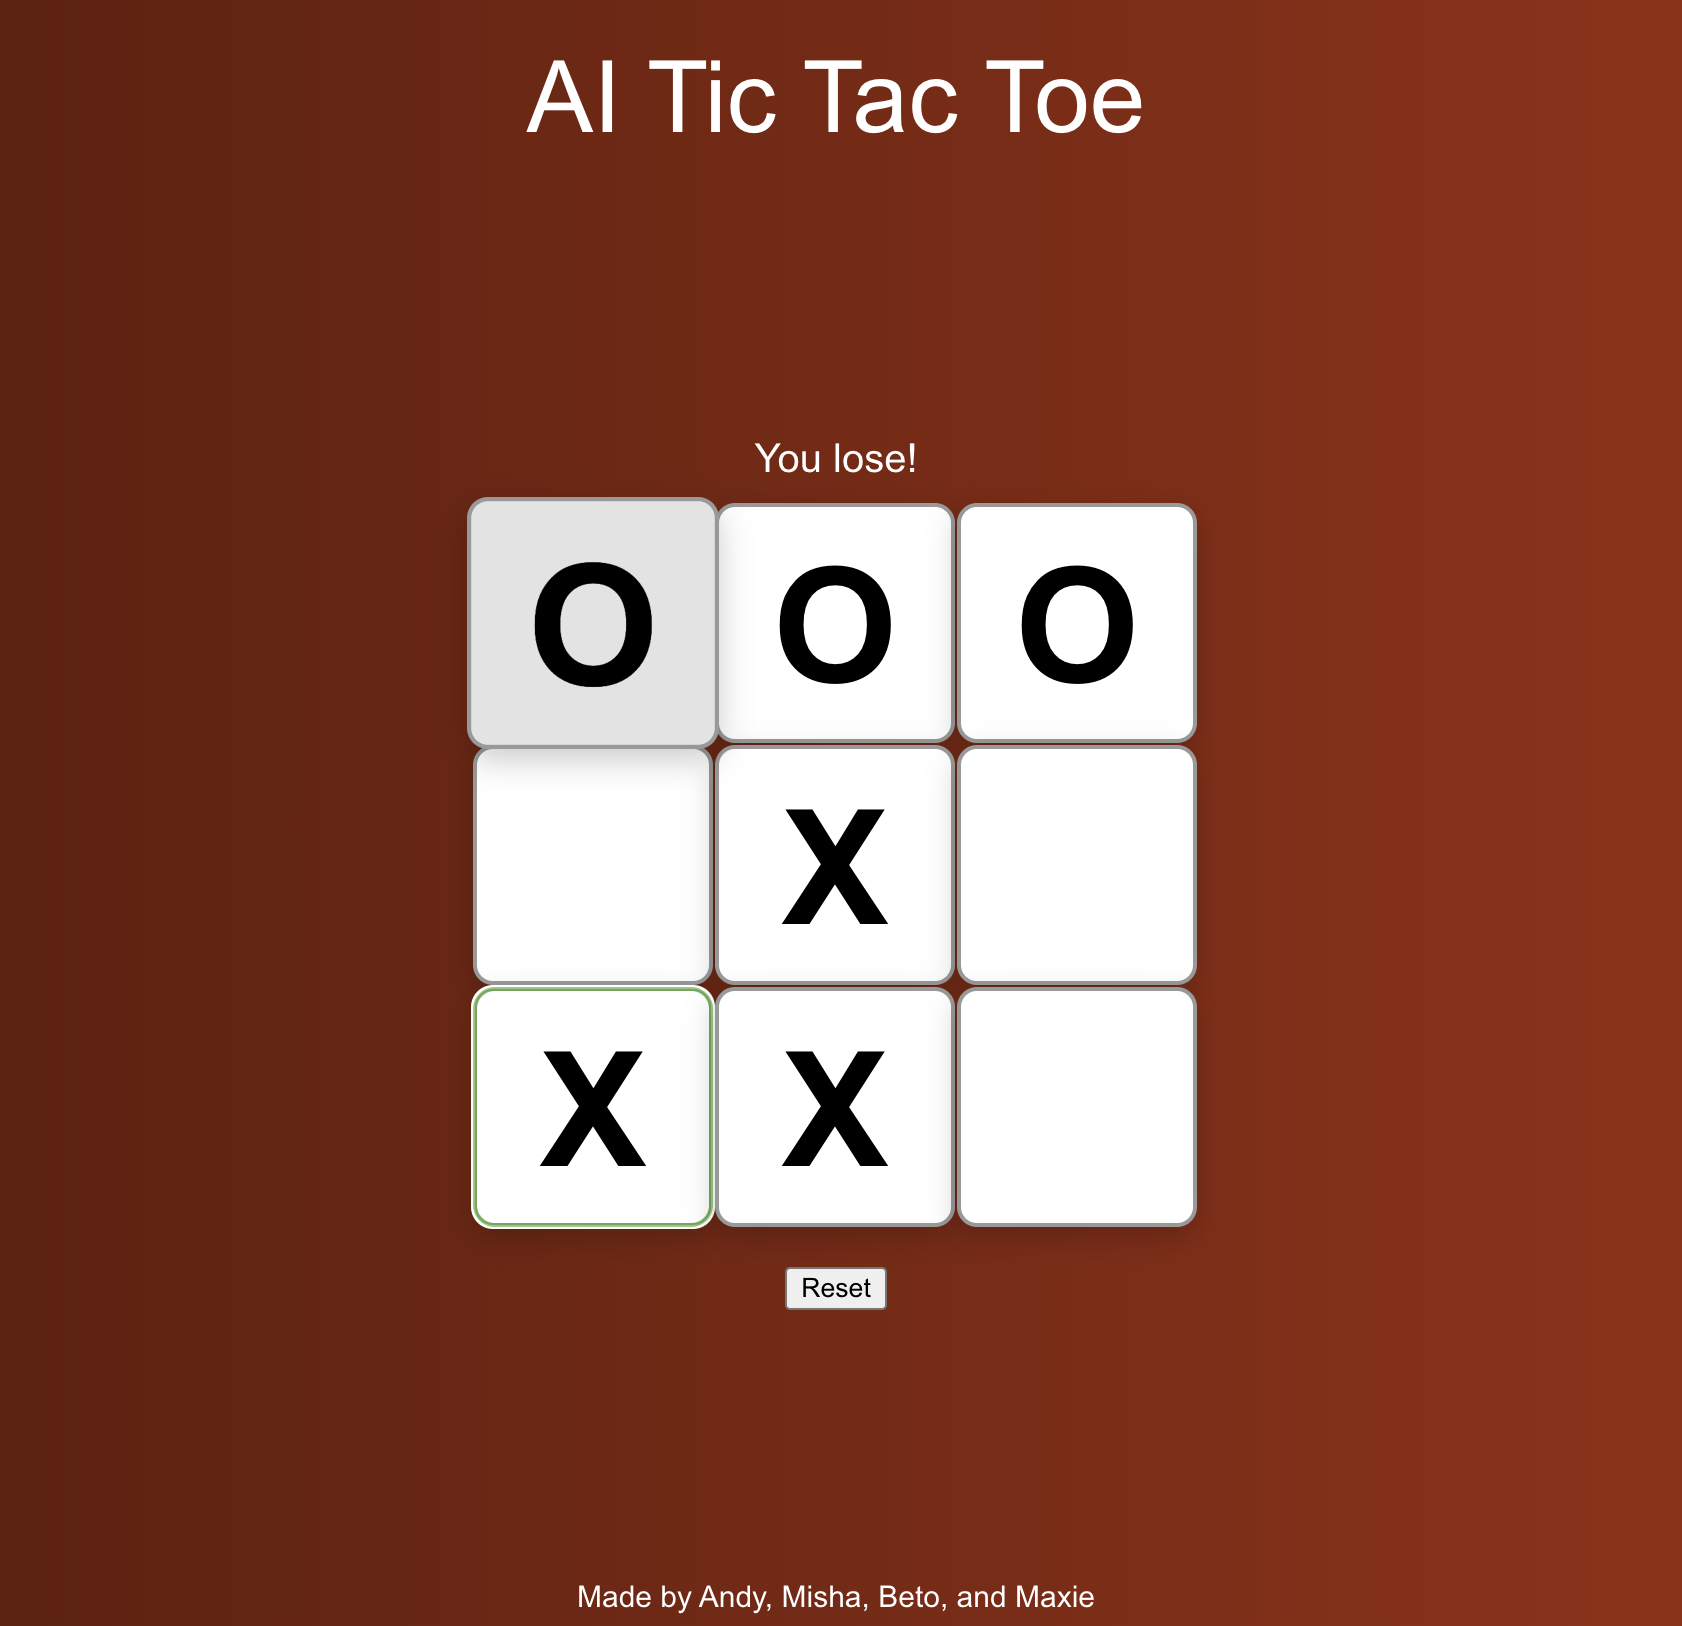 AI Tic Tac Toe
You lose!
O O O
X
X X
Reset
Made by Andy, Misha, Beto, and Maxie